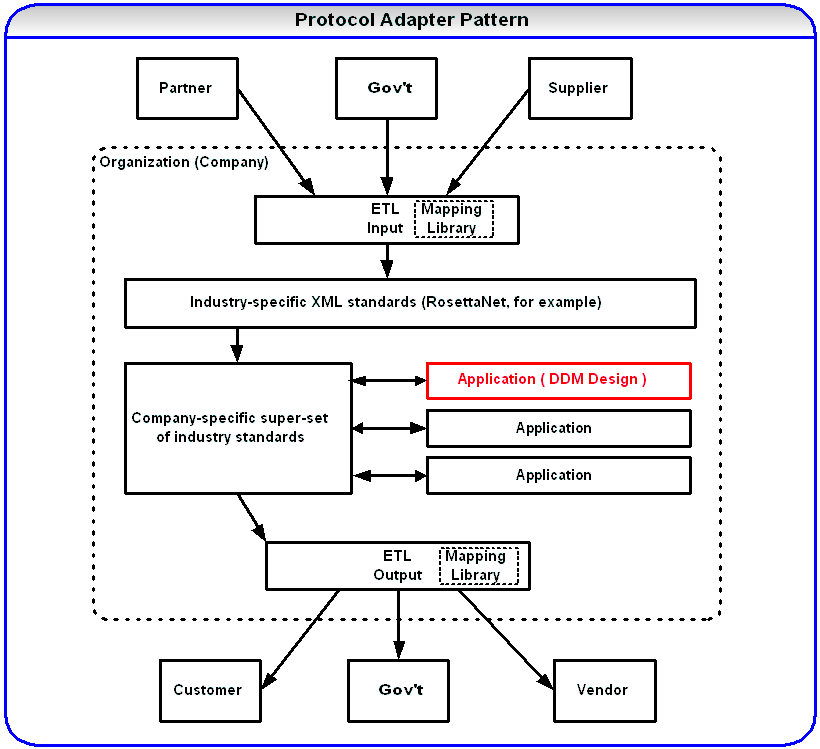 Protocol Adapter Pattern
Partner
Gov't
Supplier
Organization (Company)
ETL
Input
Mapping
Library
Industry-specific XML standards (RosettaNet, for example)
Company-specific super-set
of industry standards
Application ( DDM Design )
Application
Application
ETL
Output
Mapping
Library
Customer
Gov't
Vendor